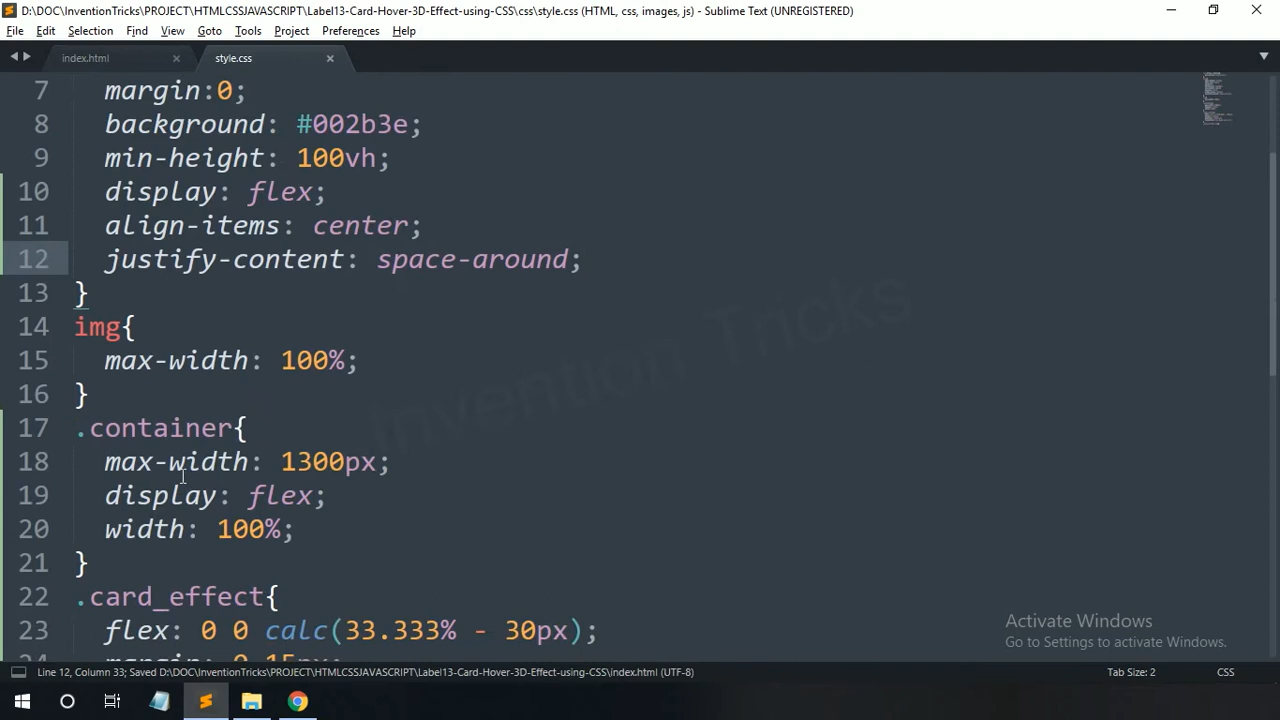 D:\DOC\InventionTricks\PROJECT\HTMLCSSJAVASCRIPT\Label13-Card-Hover-3D-Effect-using-CSS\css\style.css (HTML, css, images, js) - Sublime Text (UNREGISTERED)
File Edit Selection Find View Goto Tools Project Preferences Help
index.html style.css
7 margin:0;
8 background: #002b3e;
9 min-height: 100vh;
10 display: flex;
11 align-items: center;
12 justify-content: space-around;
13 }
14 img{
15 max-width: 100%;
16 }
17 .container{
18 max-width: 1300px;
19 display: flex;
20 width: 100%;
21 }
22 .card_effect{
23 flex: 0 0 calc(33.333% - 30px);
24 margin: 0 15px;
Invention Tricks
Activate Windows
Go to Settings to activate Windows.
Line 12, Column 33; Saved D:\DOC\InventionTricks\PROJECT\HTMLCSSJAVASCRIPT\Label13-Card-Hover-3D-Effect-using-CSS\index.html (UTF-8) Tab Size: 2 CSS